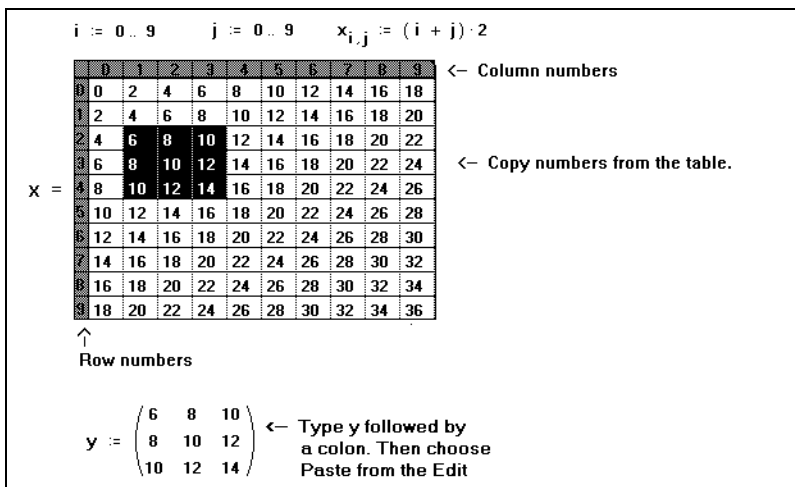 i := 0 .. 9 j := 0 .. 9 x i,j := (i + j)·2
0 1 2 3 4 5 6 7 8 9 <– Column numbers
0 0 2 4 6 8 10 12 14 16 18
1 2 4 6 8 10 12 14 16 18 20
2 4 6 8 10 12 14 16 18 20 22
3 6 8 10 12 14 16 18 20 22 24 <– Copy numbers from the table.
x = 4 8 10 12 14 16 18 20 22 24 26
5 10 12 14 16 18 20 22 24 26 28
6 12 14 16 18 20 22 24 26 28 30
7 14 16 18 20 22 24 26 28 30 32
8 16 18 20 22 24 26 28 30 32 34
9 18 20 22 24 26 28 30 32 34 36
Row numbers
6 8 10 <– Type y followed by
y := 8 10 12 a colon. Then choose
10 12 14 Paste from the Edit